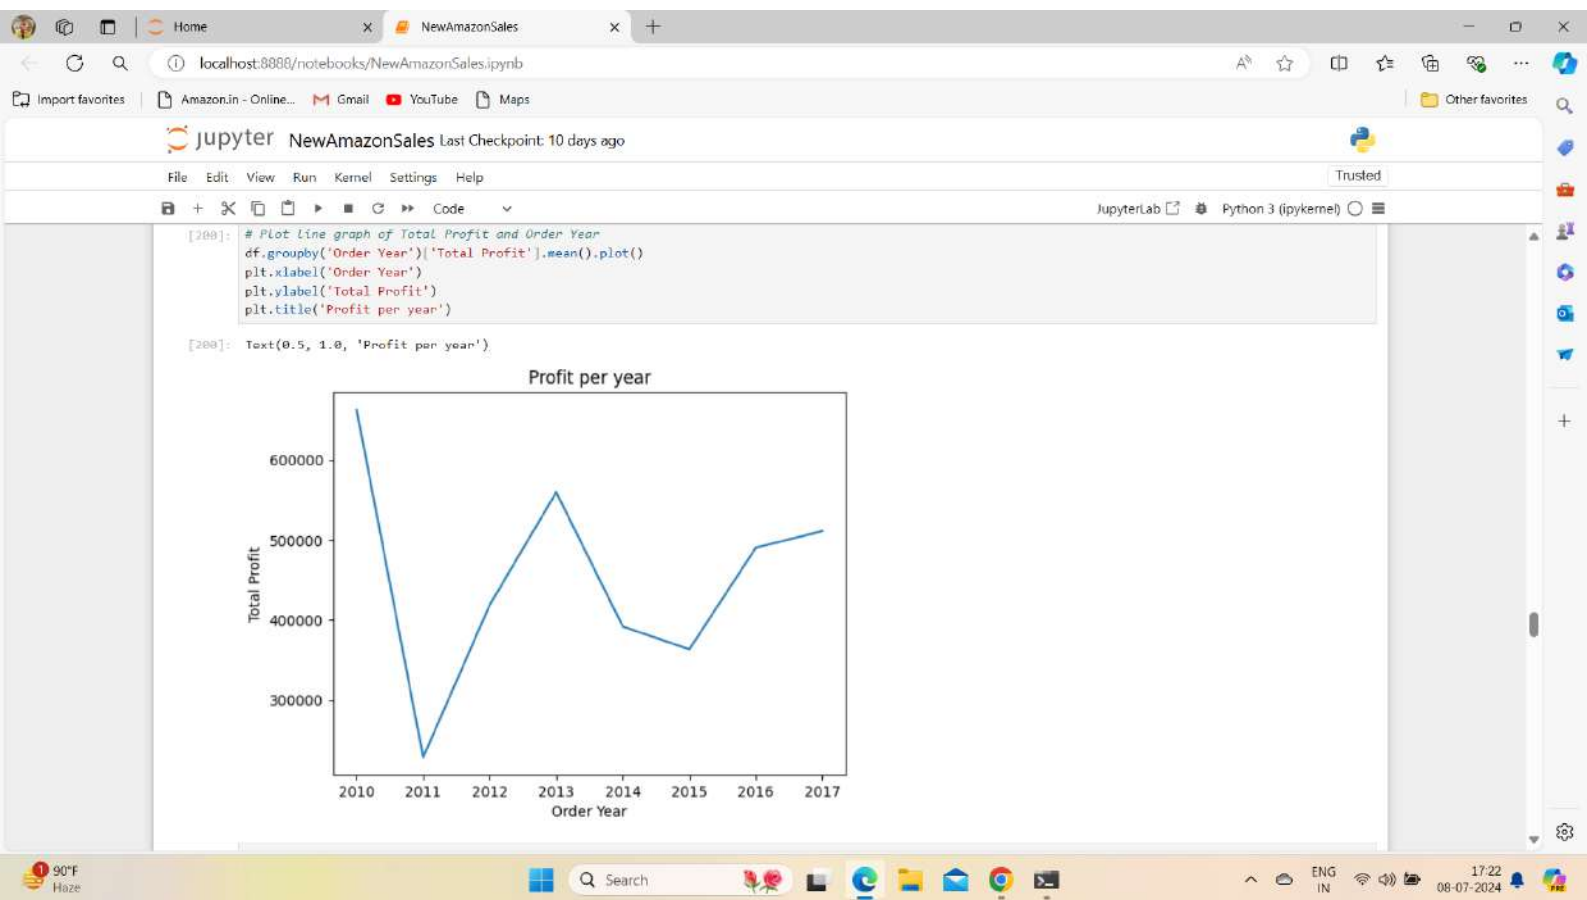 Home
NewAmazonSales
localhost:8888/notebooks/NewAmazonSales.ipynb
Import favorites
Amazon.in - Online...
Gmail
YouTube
Maps
Other favorites
jupyter NewAmazonSales Last Checkpoint: 10 days ago
File Edit View Run Kernel Settings Help
Trusted
Code
JupyterLab
Python 3 (ipykernel)
[200]: # Plot line graph of Total Profit and Order Year
df.groupby('Order Year')['Total Profit'].mean().plot()
plt.xlabel('Order Year')
plt.ylabel('Total Profit')
plt.title('Profit per year')
[200]: Text(0.5, 1.0, 'Profit per year')
Profit per year
600000
500000
400000
300000
Total Profit
2010 2011 2012 2013 2014 2015 2016 2017
Order Year
1
90°F
Haze
Search
ENG
IN
17:22
08-07-2024
PRE